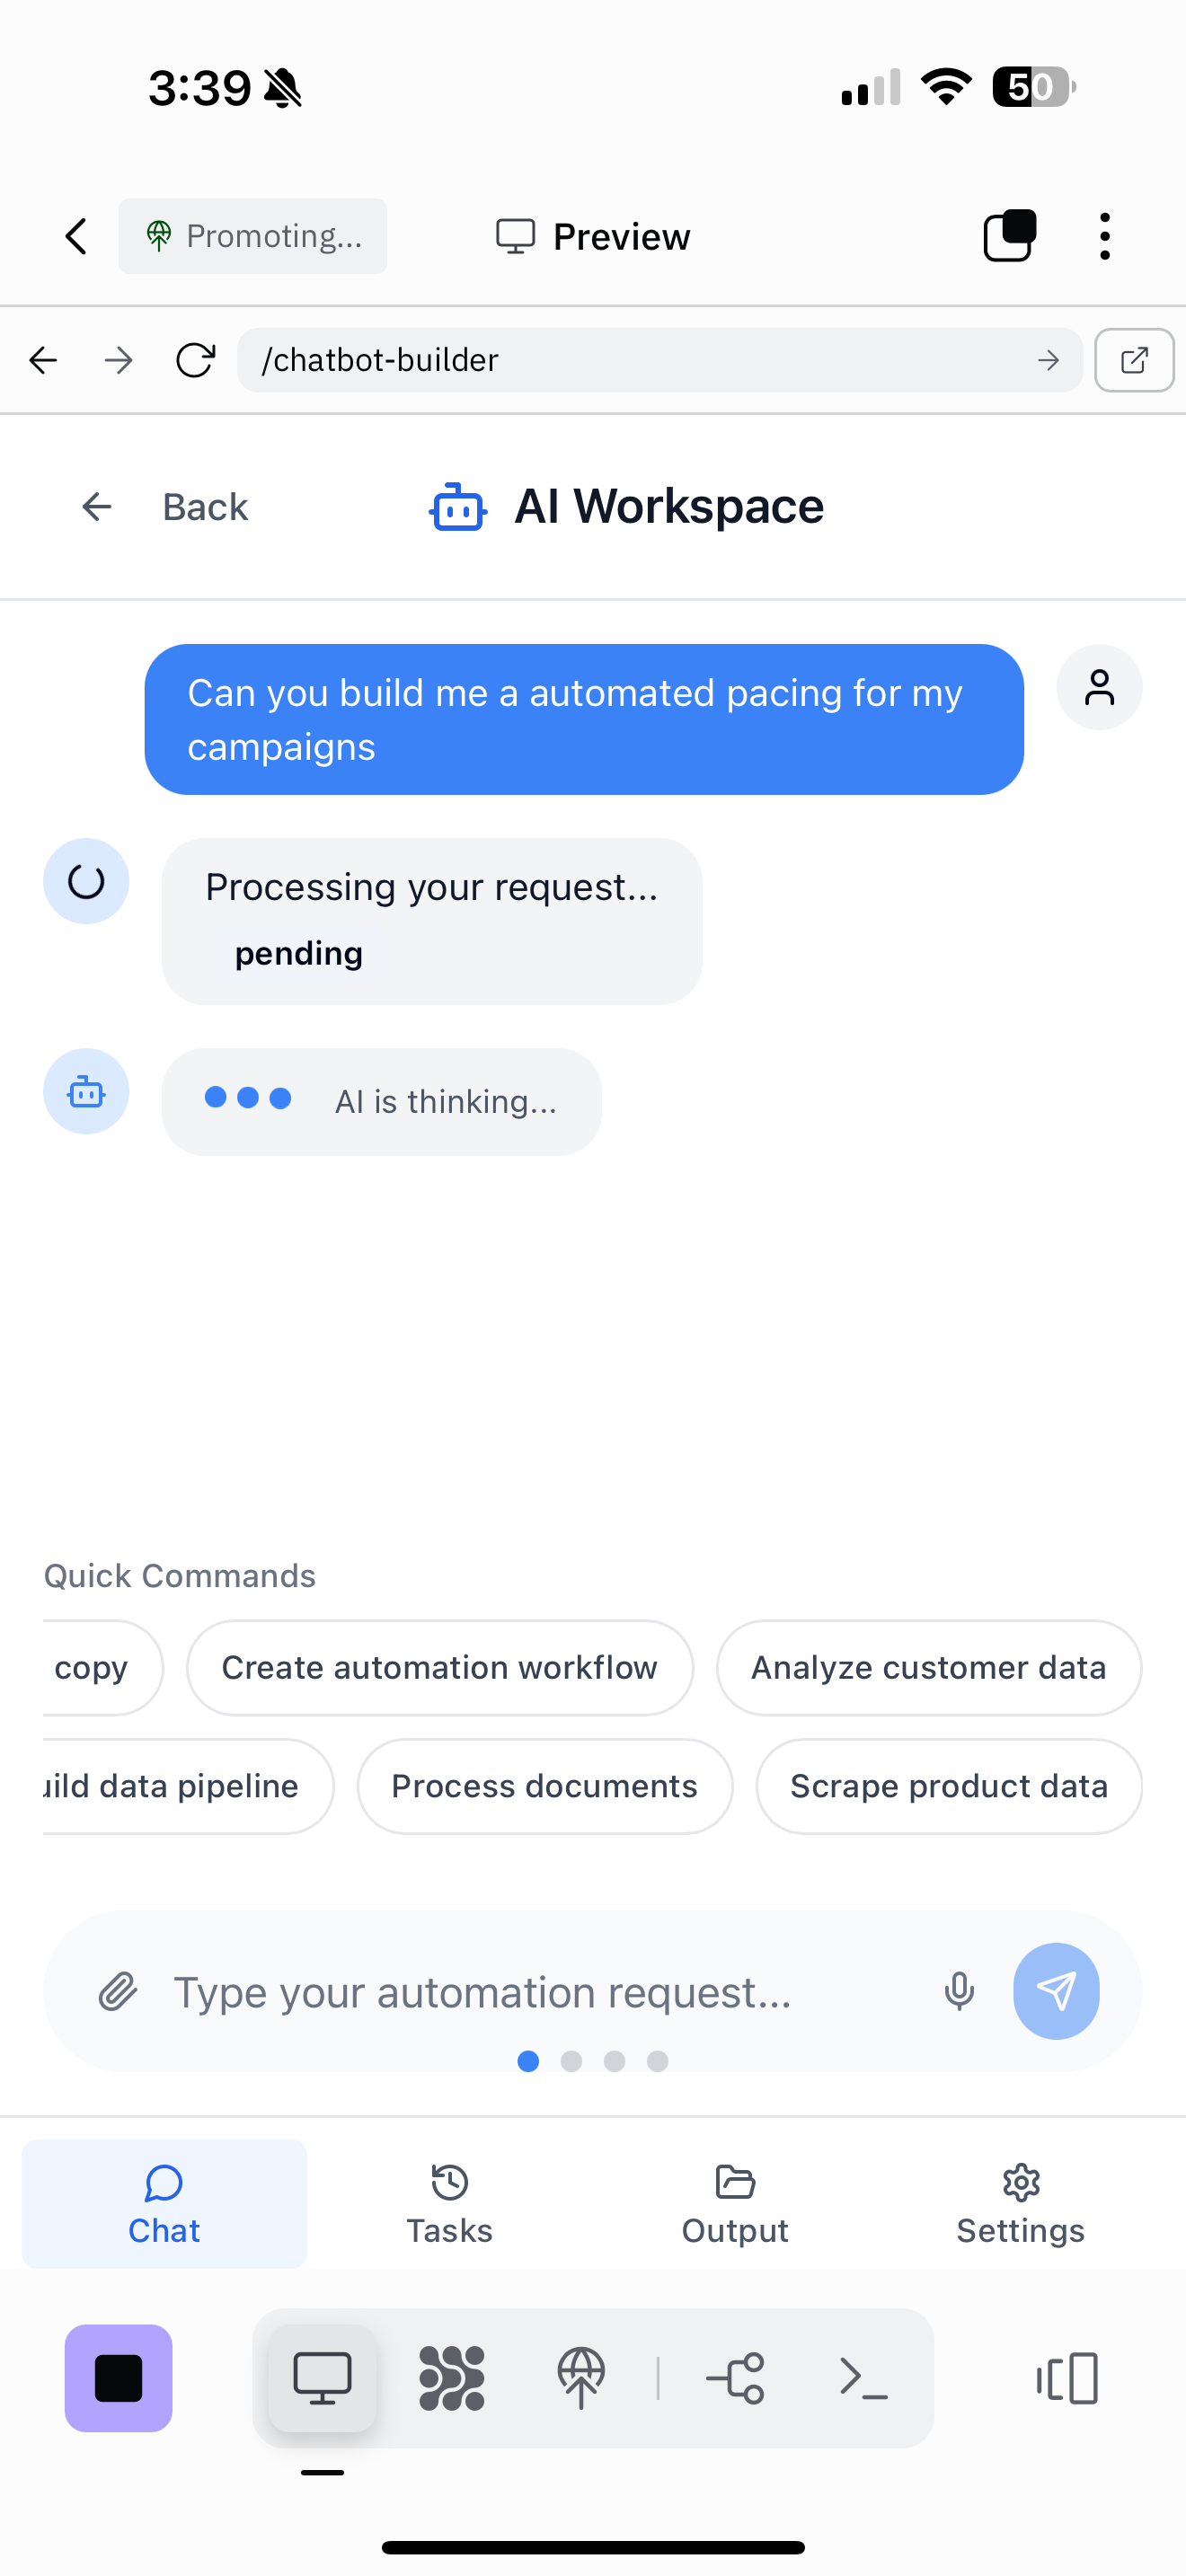 3:39
50
Promoting...
Preview
/chatbot-builder
Back
AI Workspace
Can you build me a automated pacing for my
campaigns
Processing your request...
pending
AI is thinking...
Quick Commands
copy
Create automation workflow
Analyze customer data
data pipeline
Process documents
Scrape product data
Type your automation request...
Chat
Tasks
Output
Settings